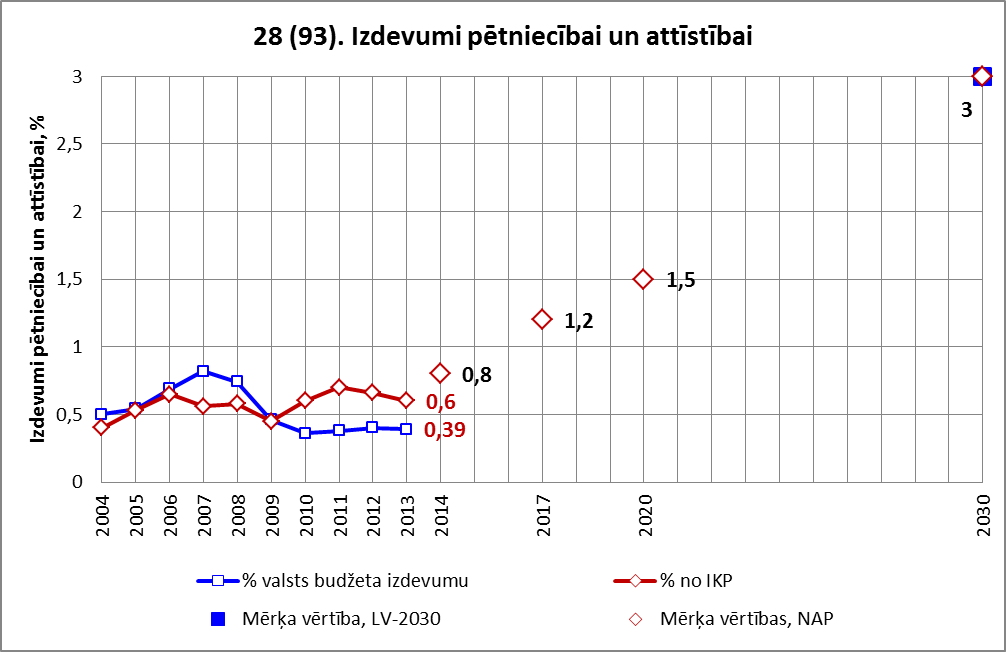 28 (93). Izdevumi pētniecībai un attīstībai
Izdevumi pētniecībai un attīstībai, %
3
2,5
2
1,5
1
0,5
0
3
1,5
1,2
0,8
0,6
0,39
2004 2005 2006 2007 2008 2009 2010 2011 2012 2013 2014 2017 2020 2030
% valsts budžeta izdevumu % no IKP
Mērķa vērtība, LV-2030 Mērķa vērtības, NAP